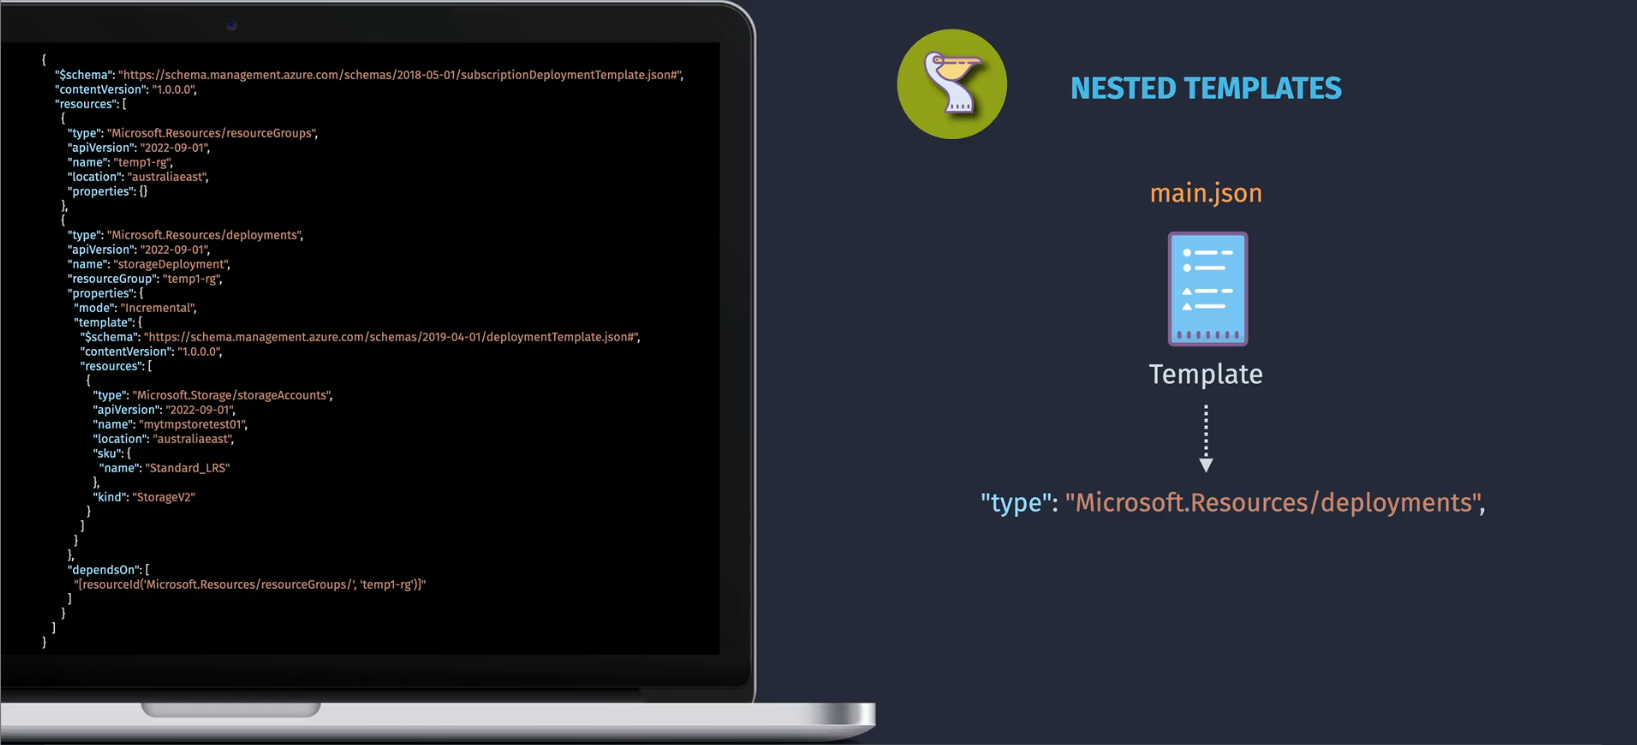 {
"$schema": "https://schema.management.azure.com/schemas/2018-05-01/subscriptionDeploymentTemplate.json#",
"contentVersion": "1.0.0.0",
"resources": [
{
"type": "Microsoft.Resources/resourceGroups",
"apiVersion": "2022-09-01",
"name": "temp1-rg",
"location": "australiaeast",
"properties": {}
},
{
"type": "Microsoft.Resources/deployments",
"apiVersion": "2022-09-01",
"name": "storageDeployment",
"resourceGroup": "temp1-rg",
"properties": {
"mode": "Incremental",
"template": {
"$schema": "https://schema.management.azure.com/schemas/2019-04-01/deploymentTemplate.json#",
"contentVersion": "1.0.0.0",
"resources": [
{
"type": "Microsoft.Storage/storageAccounts",
"apiVersion": "2022-09-01",
"name": "mytmpstoretest01",
"location": "australiaeast",
"sku": {
"name": "Standard_LRS"
},
"kind": "StorageV2"
}
]
}
},
"dependsOn": [
"[resourceId('Microsoft.Resources/resourceGroups/', 'temp1-rg')]"
]
}
]
}
NESTED TEMPLATES
main.json
Template
"type": "Microsoft.Resources/deployments",